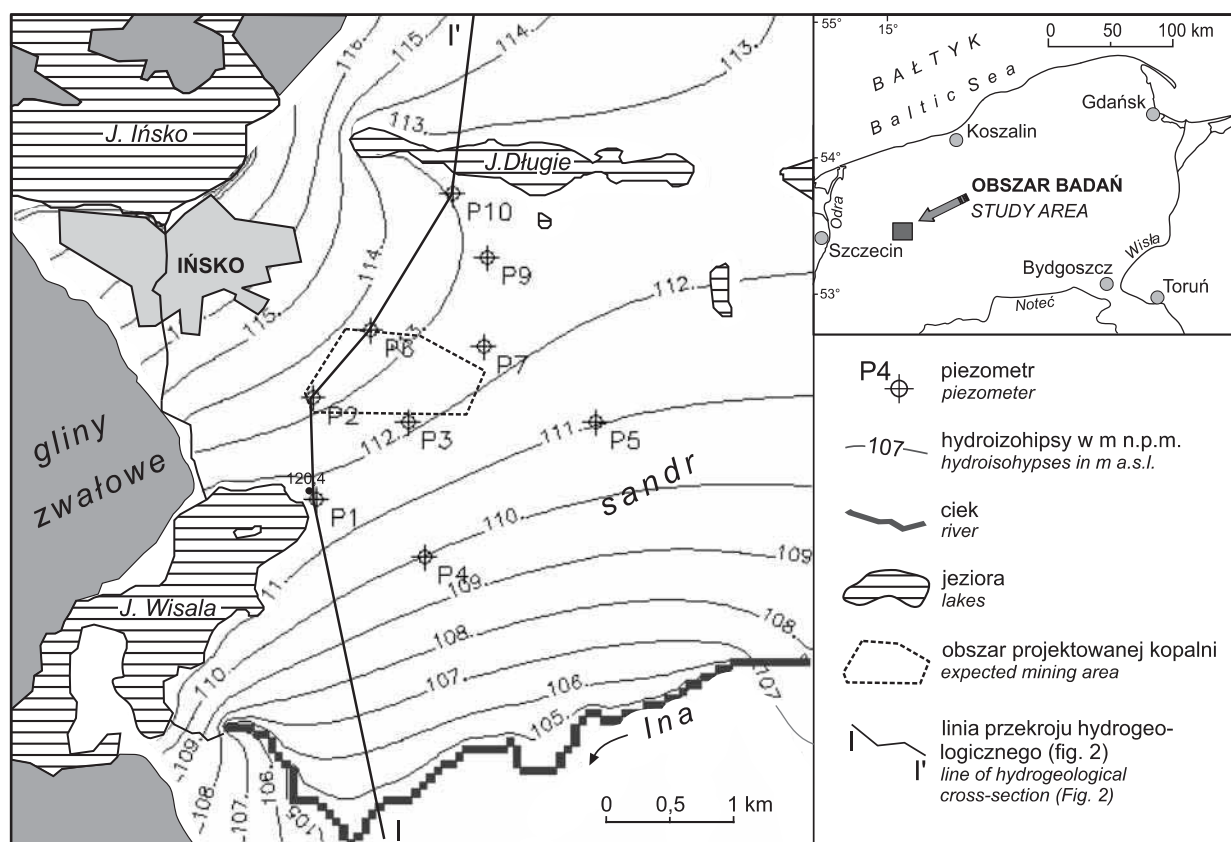 I'
116.
115.
114.
113.
J. Ińsko
113.
J.Długie
P10
IŃSKO
P9
114.
112.
115.
P6
P7
P2
112.
P3
111.
P5
gliny
zwałowe
120,4
P1
sandr
110.
109.
P4
109.
11.
J. Wisala
108.
108.
110.
107.
106.
107
105.
Ina
109.
108.
107.
106.
105
0 0,5 1 km
I
55°
15°
0 50 100 km
BAŁTYK
Baltic Sea
Gdańsk
Koszalin
54°
OBSZAR BADAŃ
STUDY AREA
Odra
Szczecin
Wisła
Bydgoszcz
Toruń
53°
Noteć
P4
piezometr
piezometer
107
hydroizohipsy w m n.p.m.
hydroisohypses in m a.s.l.
ciek
river
jeziora
lakes
obszar projektowanej kopalni
expected mining area
I
I'
linia przekroju hydrogeo-
logicznego (fig. 2)
line of hydrogeological
cross-section (Fig. 2)